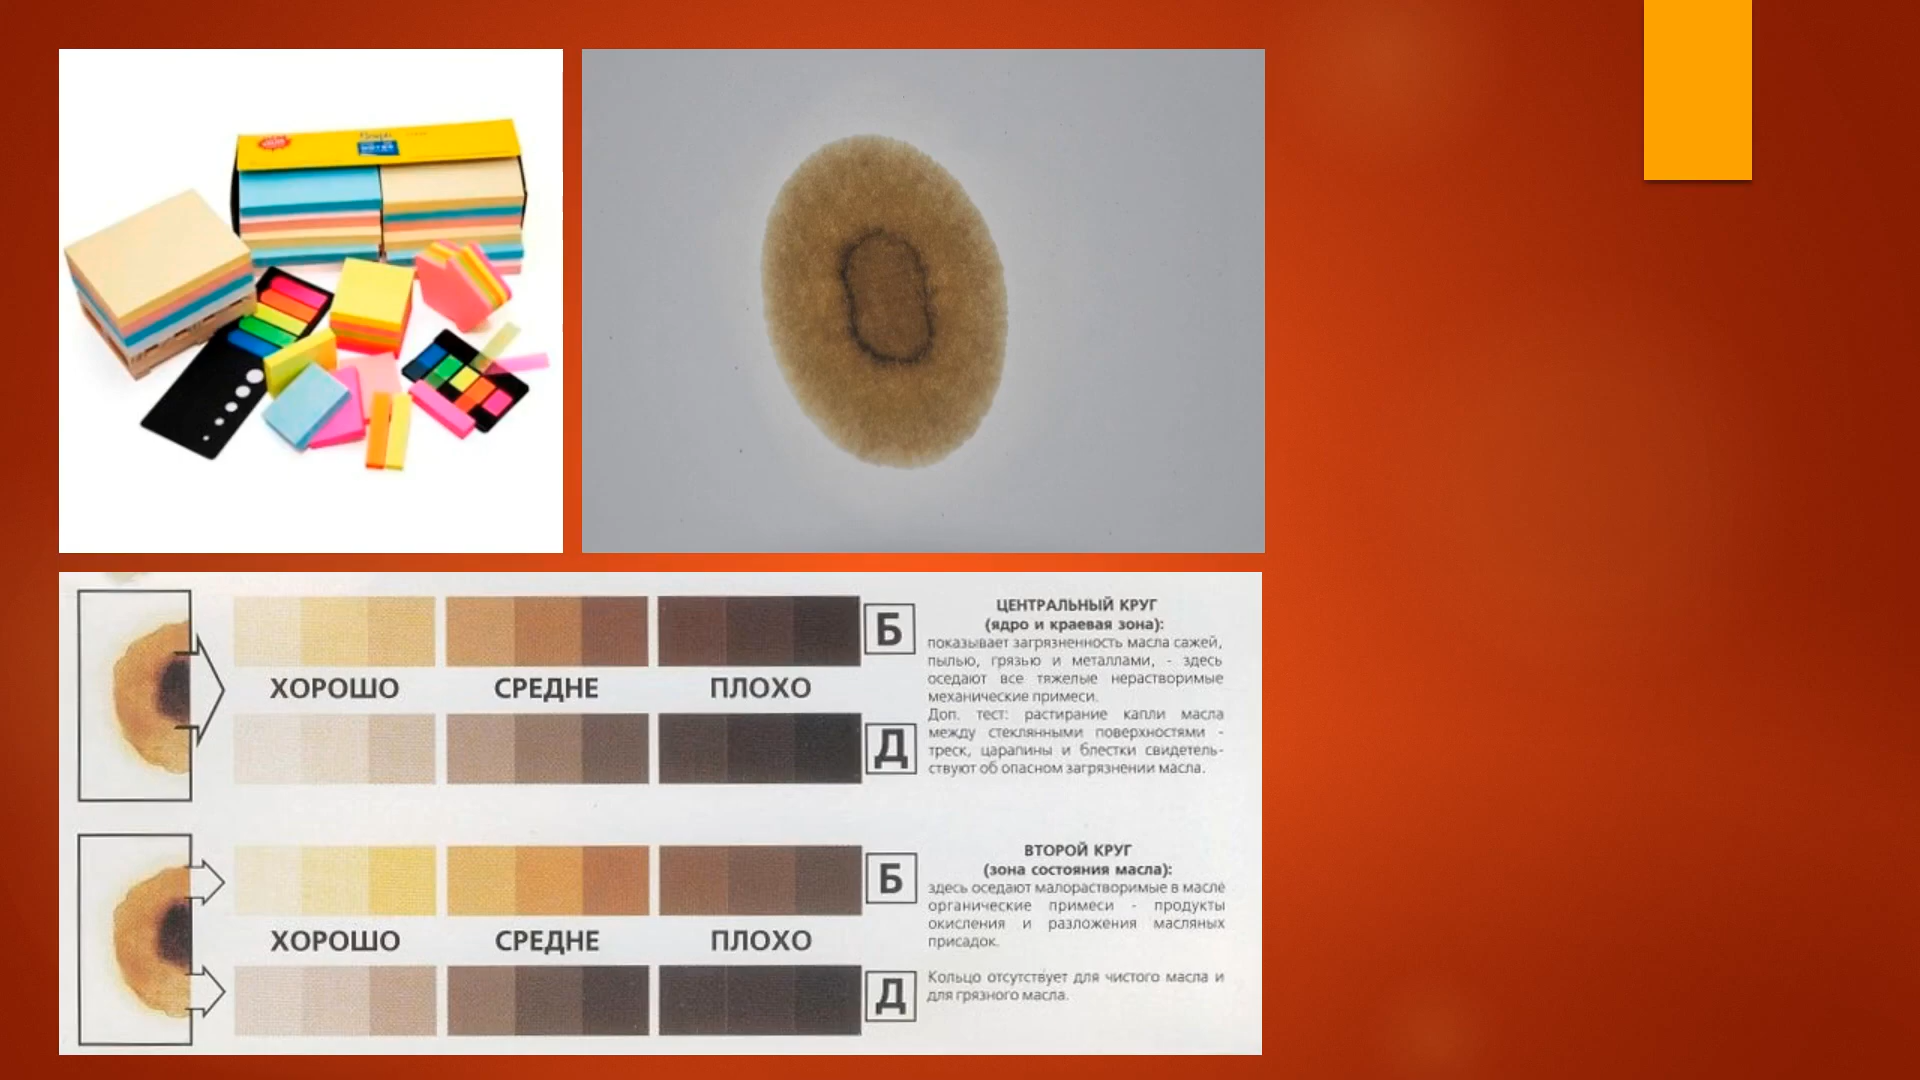 NOTES
Б
ХОРОШО
СРЕДНЕ
ПЛОХО
Д
ЦЕНТРАЛЬНЫЙ КРУГ
(ядро и краевая зона):
показывает загрязненность масла сажей,
пылью, грязью и металлами, - здесь
оседают все тяжелые нерастворимые
механические примеси.
Доп. тест: растирание капли масла
между стеклянными поверхностями -
треск, царапины и блестки свидетель-
ствуют об опасном загрязнении масла.
Б
ХОРОШО
СРЕДНЕ
ПЛОХО
Д
ВТОРОЙ КРУГ
(зона состояния масла):
здесь оседают малорастворимые в масле
органические примеси - продукты
окисления и разложения масляных
присадок.
Кольцо отсутствует для чистого масла и
для грязного масла.